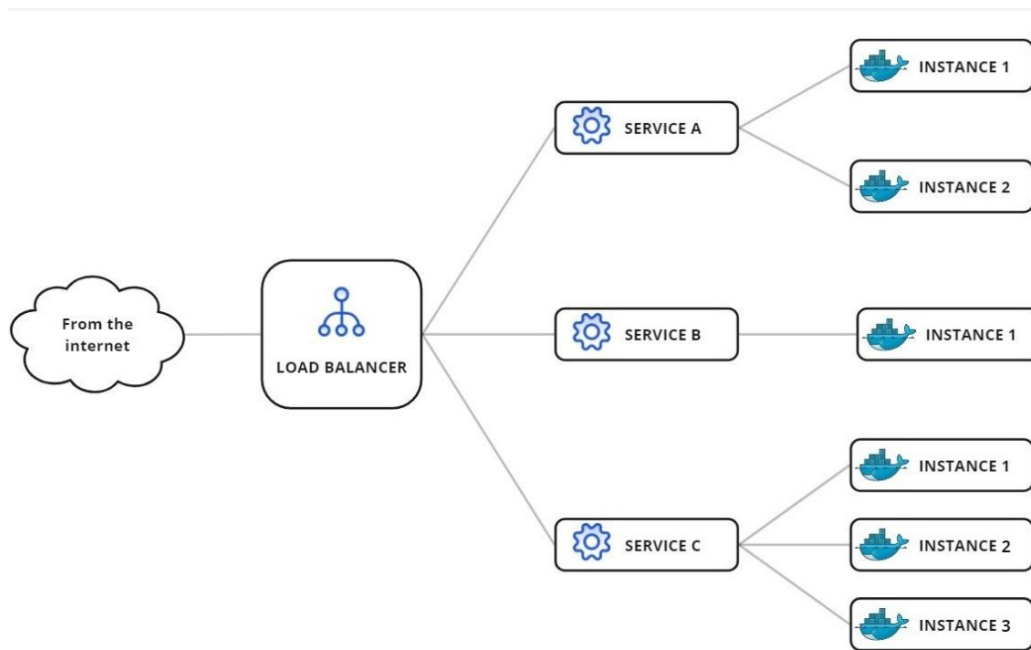 From the
internet
LOAD BALANCER
SERVICE A
INSTANCE 1
INSTANCE 2
SERVICE B
INSTANCE 1
SERVICE C
INSTANCE 1
INSTANCE 2
INSTANCE 3